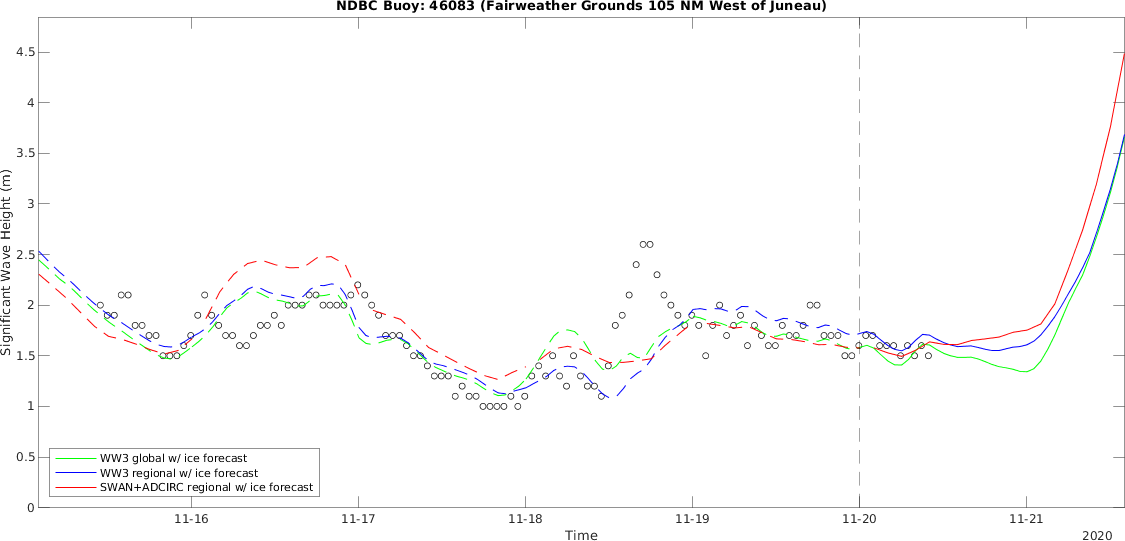 NDBC Buoy: 46083 (Fairweather Grounds 105 NM West of Juneau)
Significant Wave Height (m)
4.5
4
3.5
3
2.5
2
1.5
1
0.5
0
WW3 global w/ ice forecast
WW3 regional w/ ice forecast
SWAN+ADCIRC regional w/ ice forecast
11-16 11-17 11-18 11-19 11-20 11-21
Time
2020